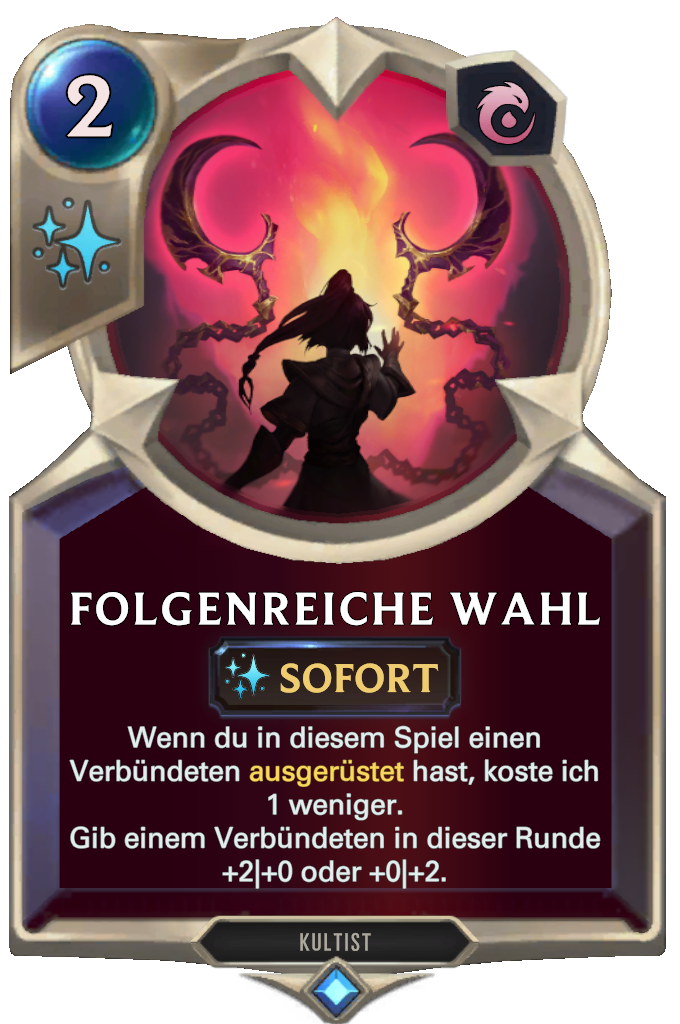 2
FOLGENREICHE WAHL
SOFORT
Wenn du in diesem Spiel einen
Verbündeten ausgerüstet hast, koste ich
1 weniger.
Gib einem Verbündeten in dieser Runde
+2|+0 oder +0|+2.
KULTIST